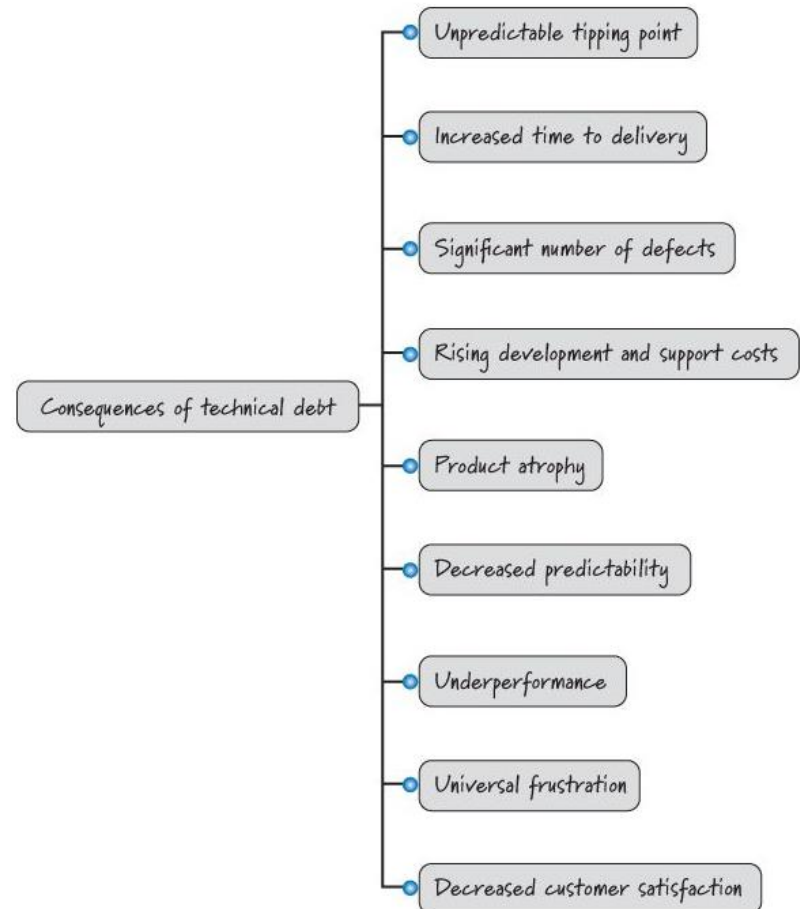 Unpredictable tipping point
Increased time to delivery
Significant number of defects
Rising development and support costs
Consequences of technical debt
Product atrophy
Decreased predictability
Underperformance
Universal frustration
Decreased customer satisfaction